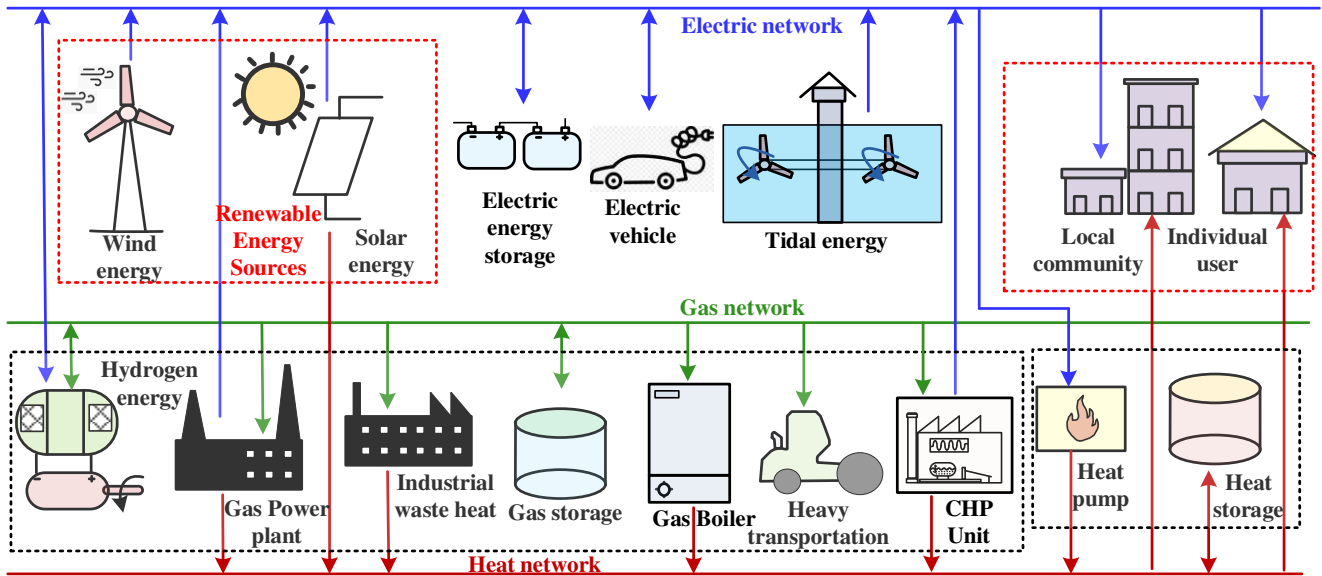 Electric network
Wind
energy
Renewable
Energy
Sources
Solar
energy
Electric
energy
storage
Electric
vehicle
Tidal energy
Local
community
Individual
user
Gas network
Hydrogen
energy
Gas Power
plant
Industrial
waste heat
Gas storage
Gas Boiler
Heavy
transportation
CHP
Unit
Heat
pump
Heat
storage
Heat network